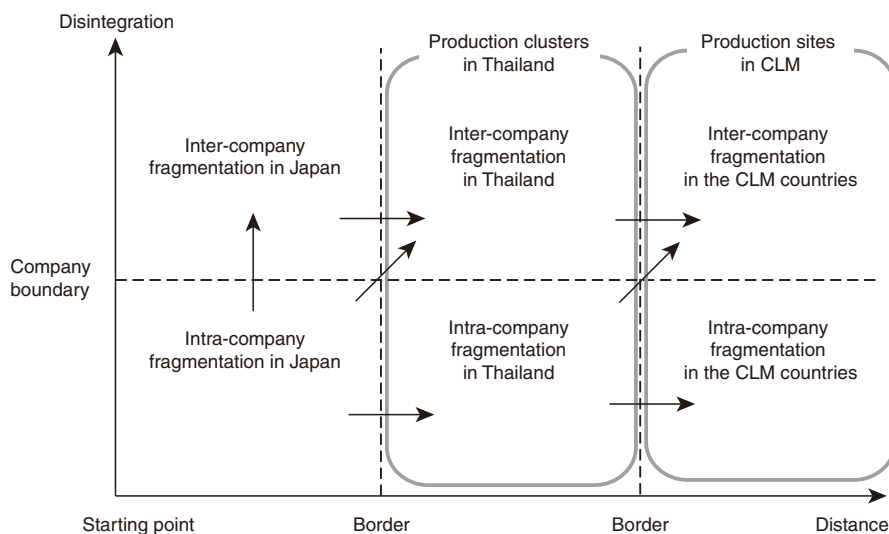 Disintegration
Production clusters
in Thailand
Production sites
in CLM
Inter-company
fragmentation in Japan
Inter-company
fragmentation
in Thailand
Inter-company
fragmentation
in the CLM countries
Company
boundary
Intra-company
fragmentation in Japan
Intra-company
fragmentation
in Thailand
Intra-company
fragmentation
in the CLM countries
Starting point
Border
Border
Distance